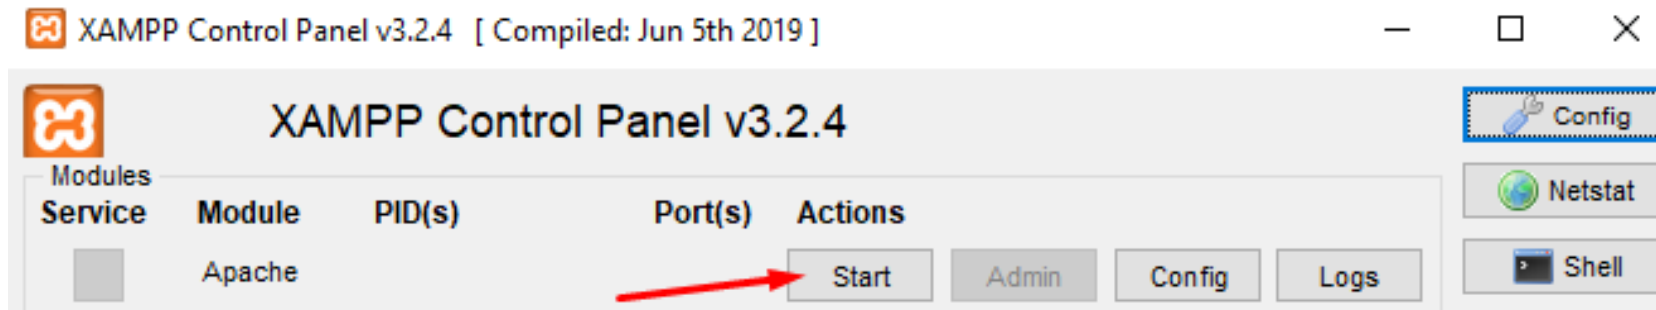 XAMPP Control Panel v3.2.4 [ Compiled: Jun 5th 2019 ]
XAMPP Control Panel v3.2.4
Config
Modules
Netstat
Service Module PID(s) Port(s) Actions
Apache Start Admin Config Logs
Shell